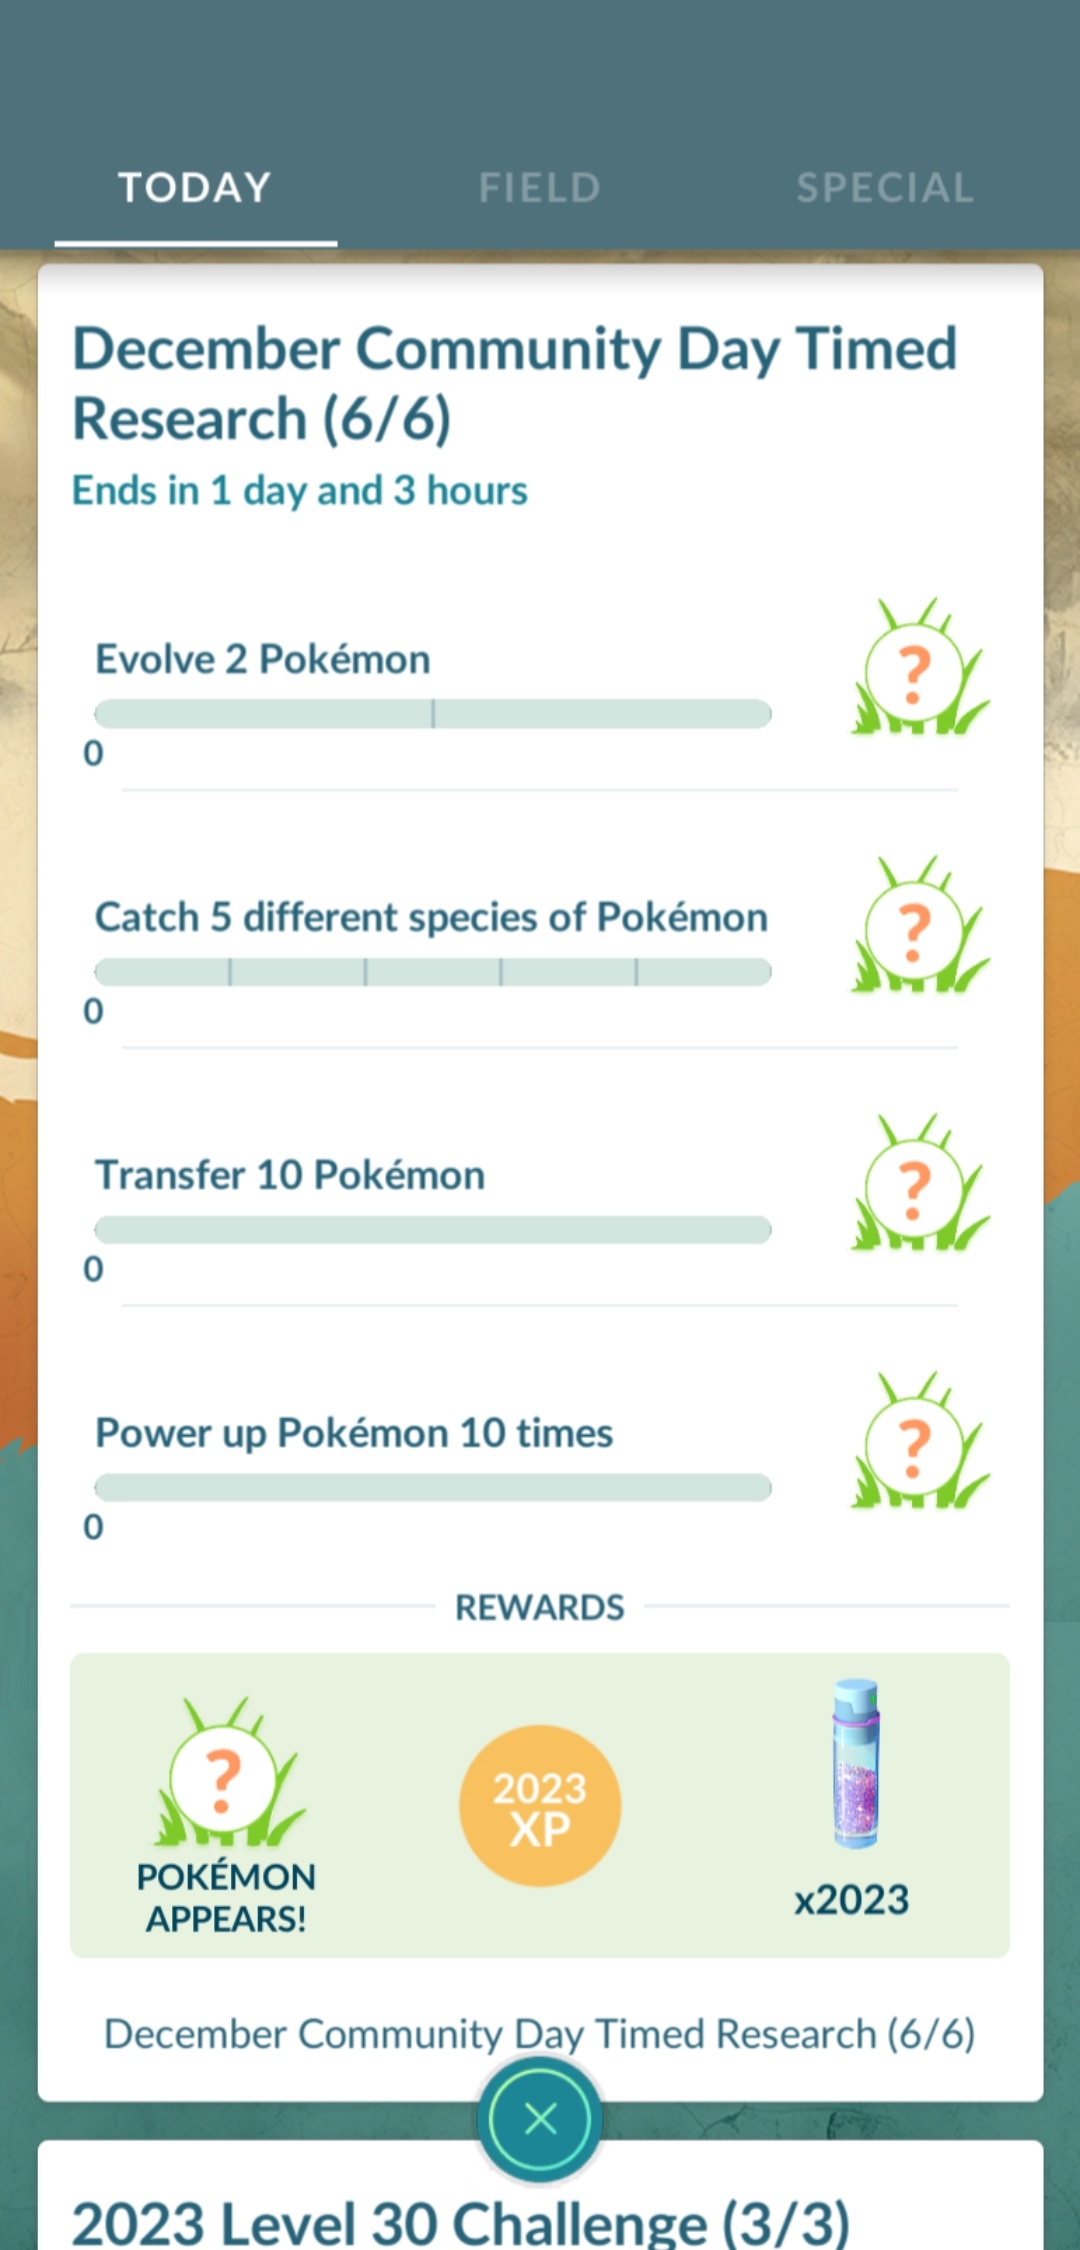 TODAY
FIELD
SPECIAL
December Community Day Timed
Research (6/6)
Ends in 1 day and 3 hours
Evolve 2 Pokémon
?
0
Catch 5 different species of Pokémon
?
0
Transfer 10 Pokémon
?
0
Power up Pokémon 10 times
?
0
REWARDS
?
POKÉMON
APPEARS!
2023
XP
x2023
December Community Day Timed Research (6/6)
2023 Level 30 Challenge (3/3)